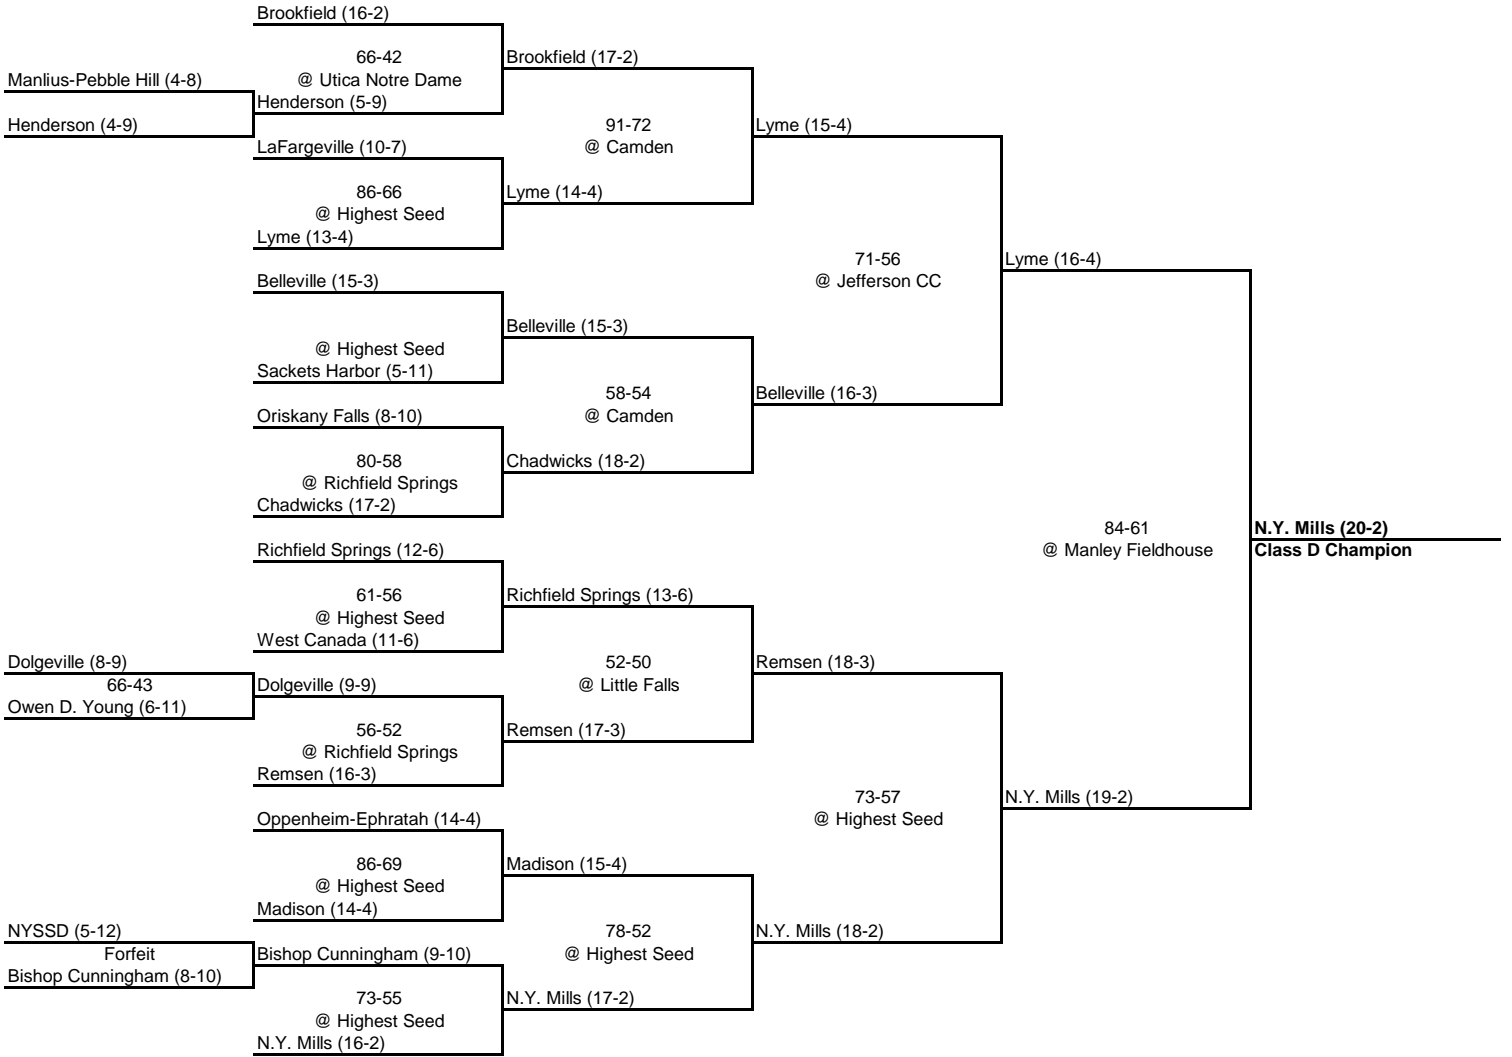 Brookfield (16-2)
66-42
@ Utica Notre Dame
Brookfield (17-2)
Manlius-Pebble Hill (4-8)
Henderson (5-9)
Henderson (4-9)
91-72
@ Camden
Lyme (15-4)
LaFargeville (10-7)
86-66
@ Highest Seed
Lyme (14-4)
Lyme (13-4)
71-56
@ Jefferson CC
Lyme (16-4)
Belleville (15-3)
@ Highest Seed
Belleville (15-3)
Sackets Harbor (5-11)
58-54
@ Camden
Belleville (16-3)
Oriskany Falls (8-10)
80-58
@ Richfield Springs
Chadwicks (18-2)
Chadwicks (17-2)
84-61
@ Manley Fieldhouse
N.Y. Mills (20-2)
Class D Champion
Richfield Springs (12-6)
61-56
@ Highest Seed
Richfield Springs (13-6)
West Canada (11-6)
Dolgeville (8-9)
66-43
Owen D. Young (6-11)
Dolgeville (9-9)
52-50
@ Little Falls
Remsen (18-3)
56-52
@ Richfield Springs
Remsen (17-3)
Remsen (16-3)
73-57
@ Highest Seed
N.Y. Mills (19-2)
Oppenheim-Ephratah (14-4)
86-69
@ Highest Seed
Madison (15-4)
Madison (14-4)
NYSSD (5-12)
Forfeit
Bishop Cunningham (8-10)
Bishop Cunningham (9-10)
78-52
@ Highest Seed
N.Y. Mills (18-2)
73-55
@ Highest Seed
N.Y. Mills (17-2)
N.Y. Mills (16-2)